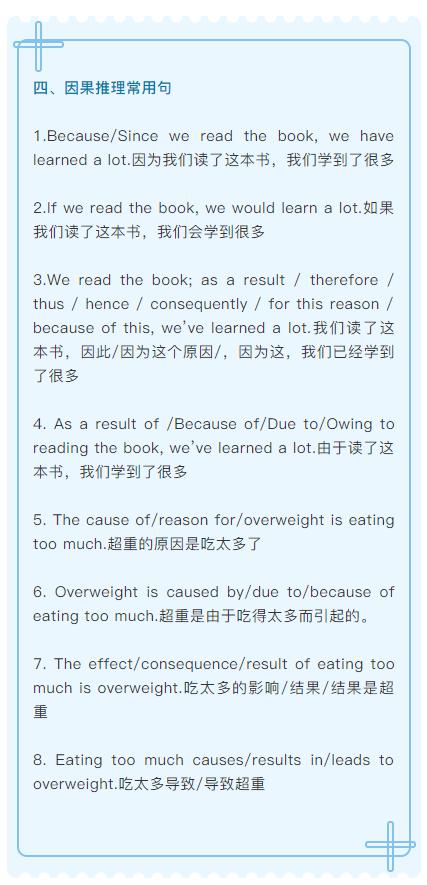 四、因果推理常用句
1.Because/Since we read the book, we have
learned a lot.因为我们读了这本书，我们学到了很多
2.If we read the book, we would learn a lot.如果
我们读了这本书，我们会学到很多
3.We read the book; as a result / therefore /
thus / hence / consequently / for this reason /
because of this, we've learned a lot.我们读了这
本书，因此/因为这个原因/，因为这，我们已经学到
了很多
4. As a result of /Because of/Due to/Owing to
reading the book, we've learned a lot.由于读了这
本书，我们学到了很多
5. The cause of/reason for/overweight is eating
too much.超重的原因是吃太多了
6. Overweight is caused by/due to/because of
eating too much.超重是由于吃得太多而引起的。
7. The effect/consequence/result of eating too
much is overweight.吃太多的影响/结果/结果是超
重
8. Eating too much causes/results in/leads to
overweight.吃太多导致/导致超重